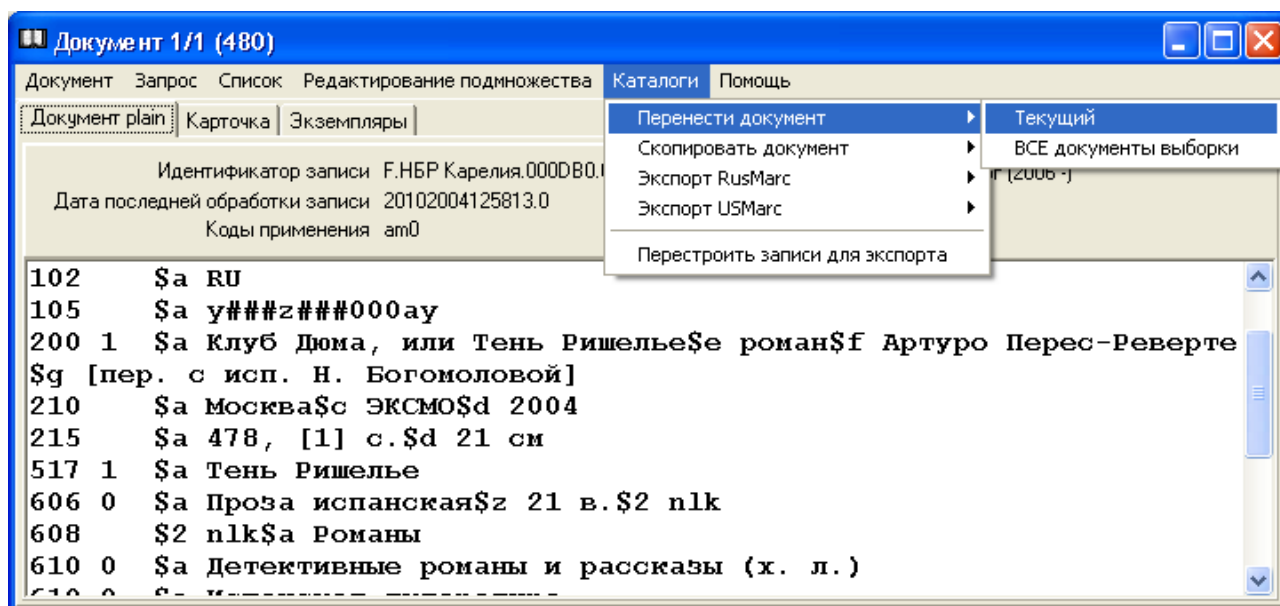 Документ 1/1 (480)
Документ Запрос Список Редактирование подмножества Каталоги Помощь
Документ plain Карточка Экземпляры
Перенести документ Текущий
Скопировать документ ВСЕ документы выборки
Экспорт RusMarc
Экспорт USMarc
Перестроить записи для экспорта
Идентификатор записи F.НБР Карелия.000DB0. (2006 -)
Дата последней обработки записи 20102004125813.0
Коды применения am0
102 $a RU
105 $a y###z###000ay
200 1 $a Клуб Дюма, или Тень Ришелье$e роман$f Артуро Перес-Реверте
$g [пер. с исп. Н. Богомоловой]
210 $a Москва$c ЭКСМО$d 2004
215 $a 478, [1] с.$d 21 см
517 1 $a Тень Ришелье
606 0 $a Проза испанская$z 21 в.$2 nlk
608 $2 nlk$a Романы
610 0 $a Детективные романы и рассказы (х. л.)